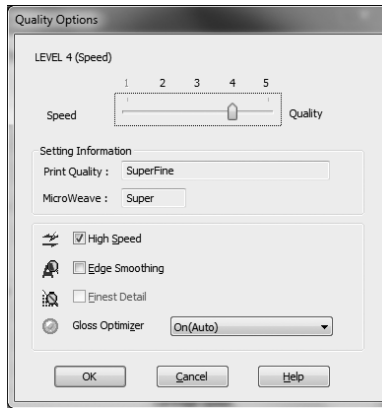 Quality Options
LEVEL 4 (Speed)
1 2 3 4 5
Speed Quality
Setting Information
Print Quality : SuperFine
MicroWeave : Super
High Speed
Edge Smoothing
Finest Detail
Gloss Optimizer On(Auto)
OK Cancel Help